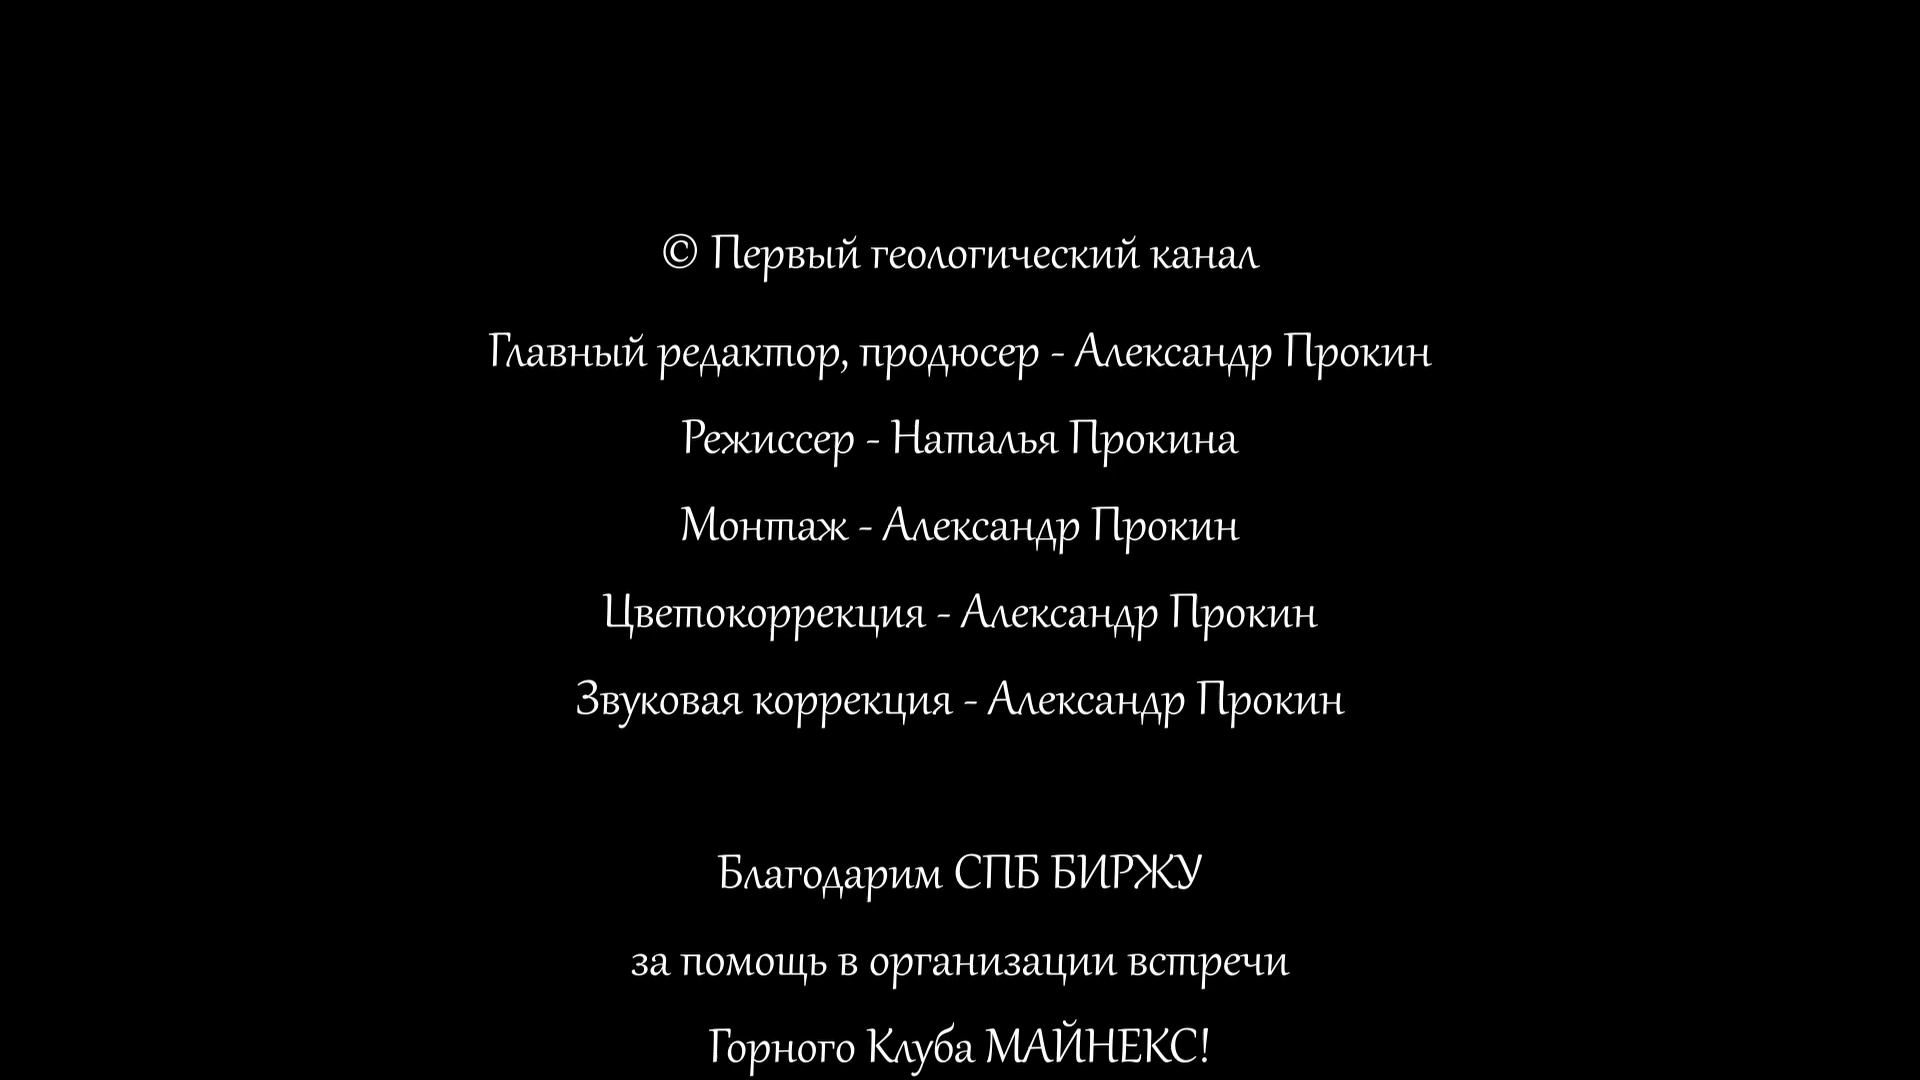 © Первый геологический канал
Главный редактор, продюсер - Александр Прокин
Режиссер - Наталья Прокина
Монтаж - Александр Прокин
Цветокоррекция - Александр Прокин
Звуковая коррекция - Александр Прокин
Благодарим СПБ БИРЖУ
за помощь в организации встречи
Горного Клуба МАЙНЕКС!